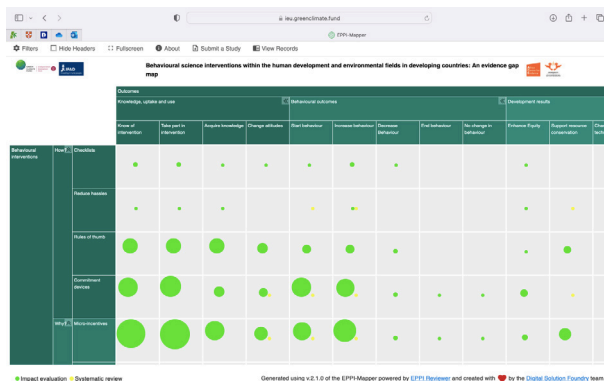 ieu.greenclimate.fund
EPPI-Mapper
Filters Hide Headers Fullscreen About Submit a Study View Records
Behavioural science interventions within the human development and environmental fields in developing countries: An evidence gap
map
Outcomes
Knowledge, uptake and use Behavioural outcomes Development results
Know of intervention Take part in intervention Acquire knowledge Change attitudes Start behaviour Increase behaviour Decrease Behaviour End behaviour No change in behaviour Enhance Equity Support resource conservation
Behavioural interventions How? Checklists
Reduce hassles
Rules of thumb
Commitment devices
Why? Micro-incentives
Impact evaluation Systematic review
Generated using v.2.1.0 of the EPPI-Mapper powered by EPPI Reviewer and created with ❤ by the Digital Solution Foundry team